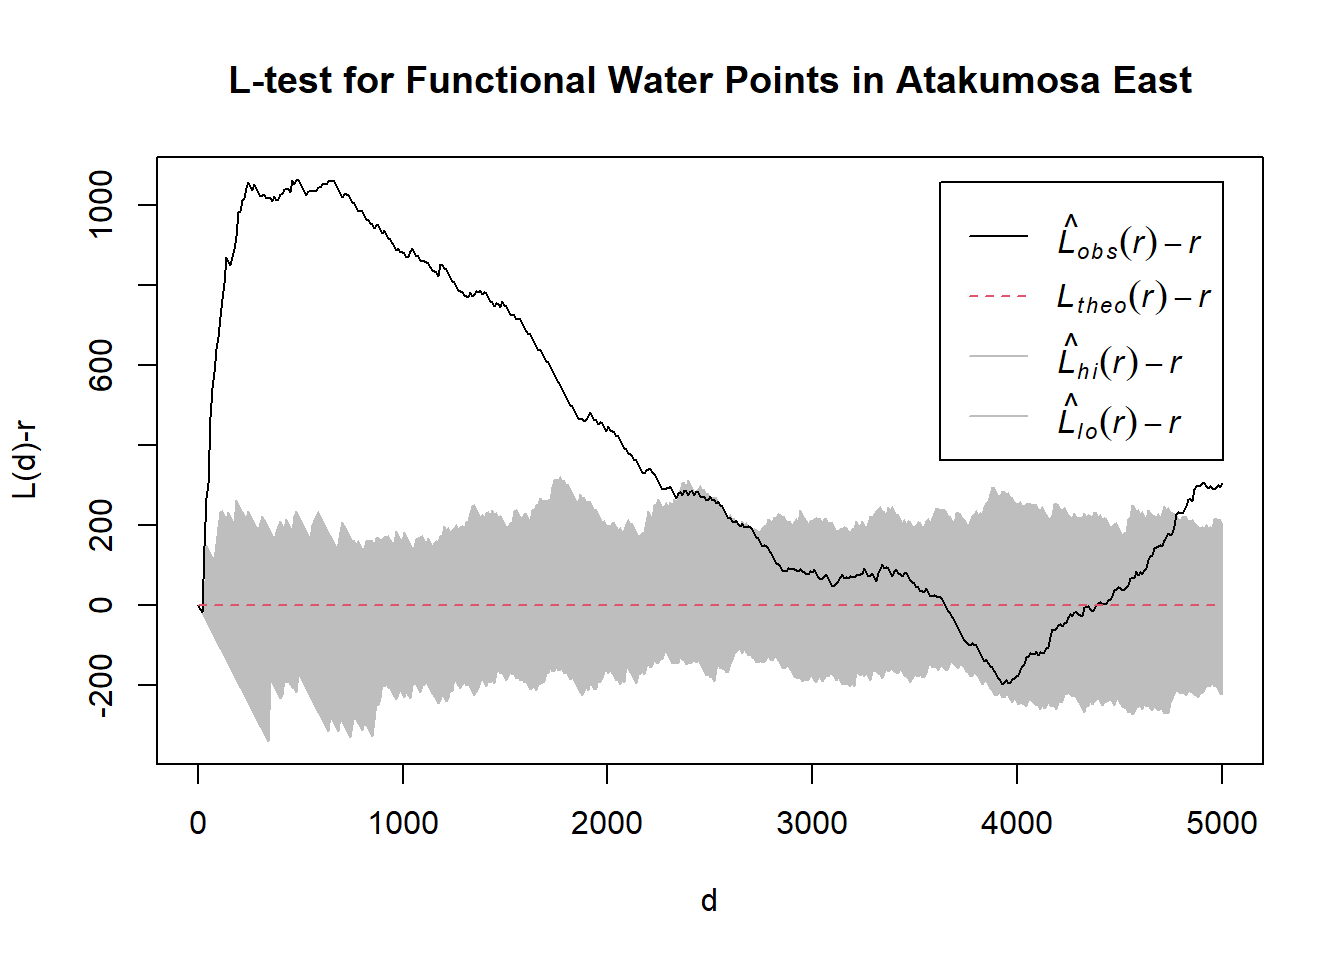 L-test for Functional Water Points in Atakumosa East
L(d)-r
1000
600
200
0
-200
L̂obs(r) – r
Ltheo(r) – r
L̂hi(r) – r
L̂lo(r) – r
0 1000 2000 3000 4000 5000
d